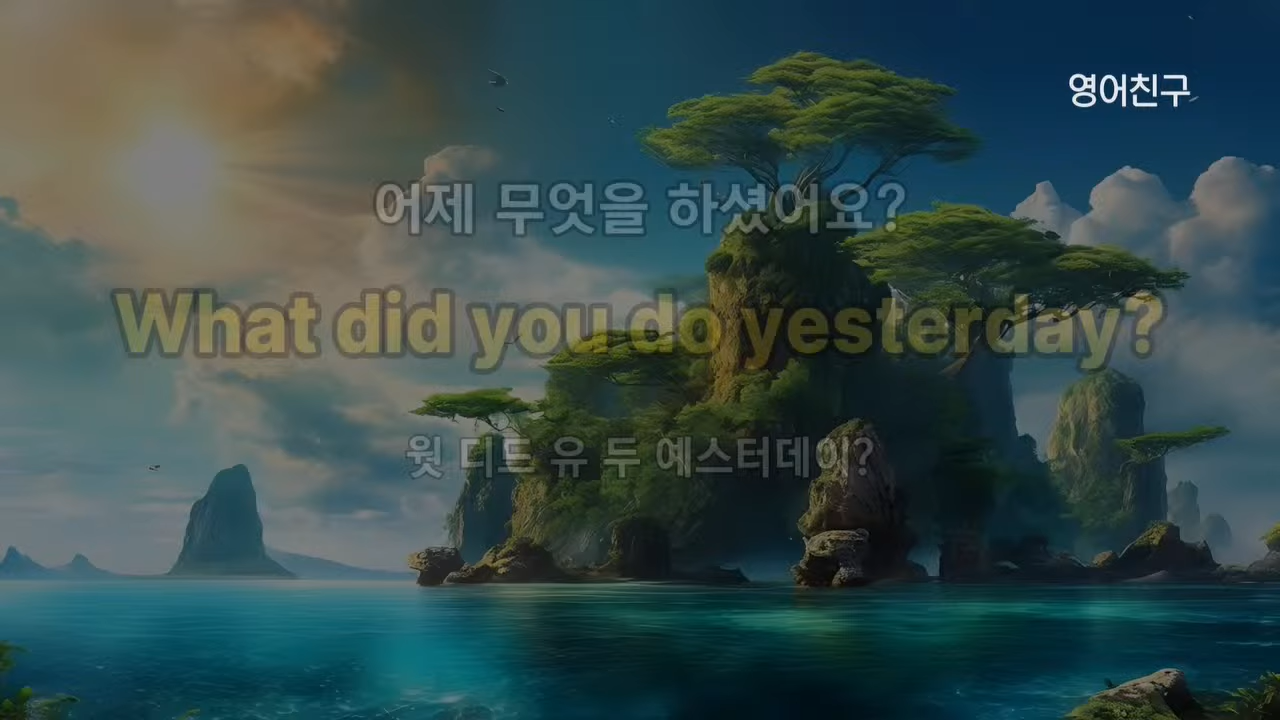 영어친구
어제 무엇을 하셨어요?
What did you do yesterday?
왓 디드 유 두 예스터데이?